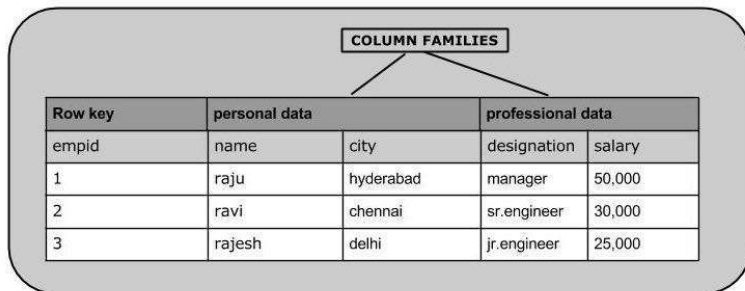 COLUMN FAMILIES
Row key personal data professional data
empid name city designation salary
1 raju hyderabad manager 50,000
2 ravi chennai sr.engineer 30,000
3 rajesh delhi jr.engineer 25,000